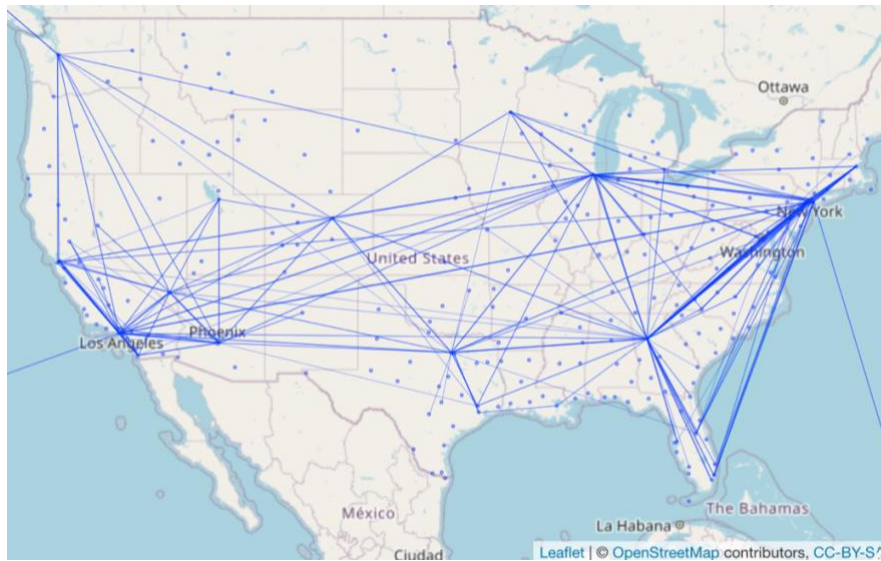 Ottawa
New York
United States
Washington
Phoenix
Los Angeles
The Bahamas
México
La Habana
Ciudad
Leaflet | © OpenStreetMap contributors, CC-BY-S